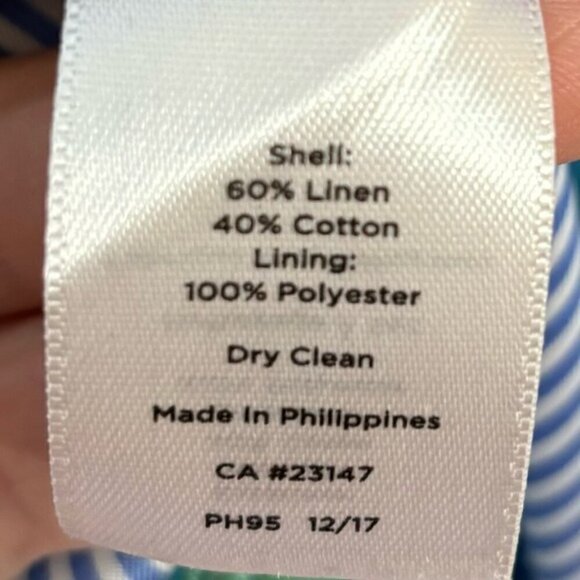 Shell:
60% Linen
40% Cotton
Lining:
100% Polyester
Dry Clean
Made In Philippines
CA #23147
PH95 12/17